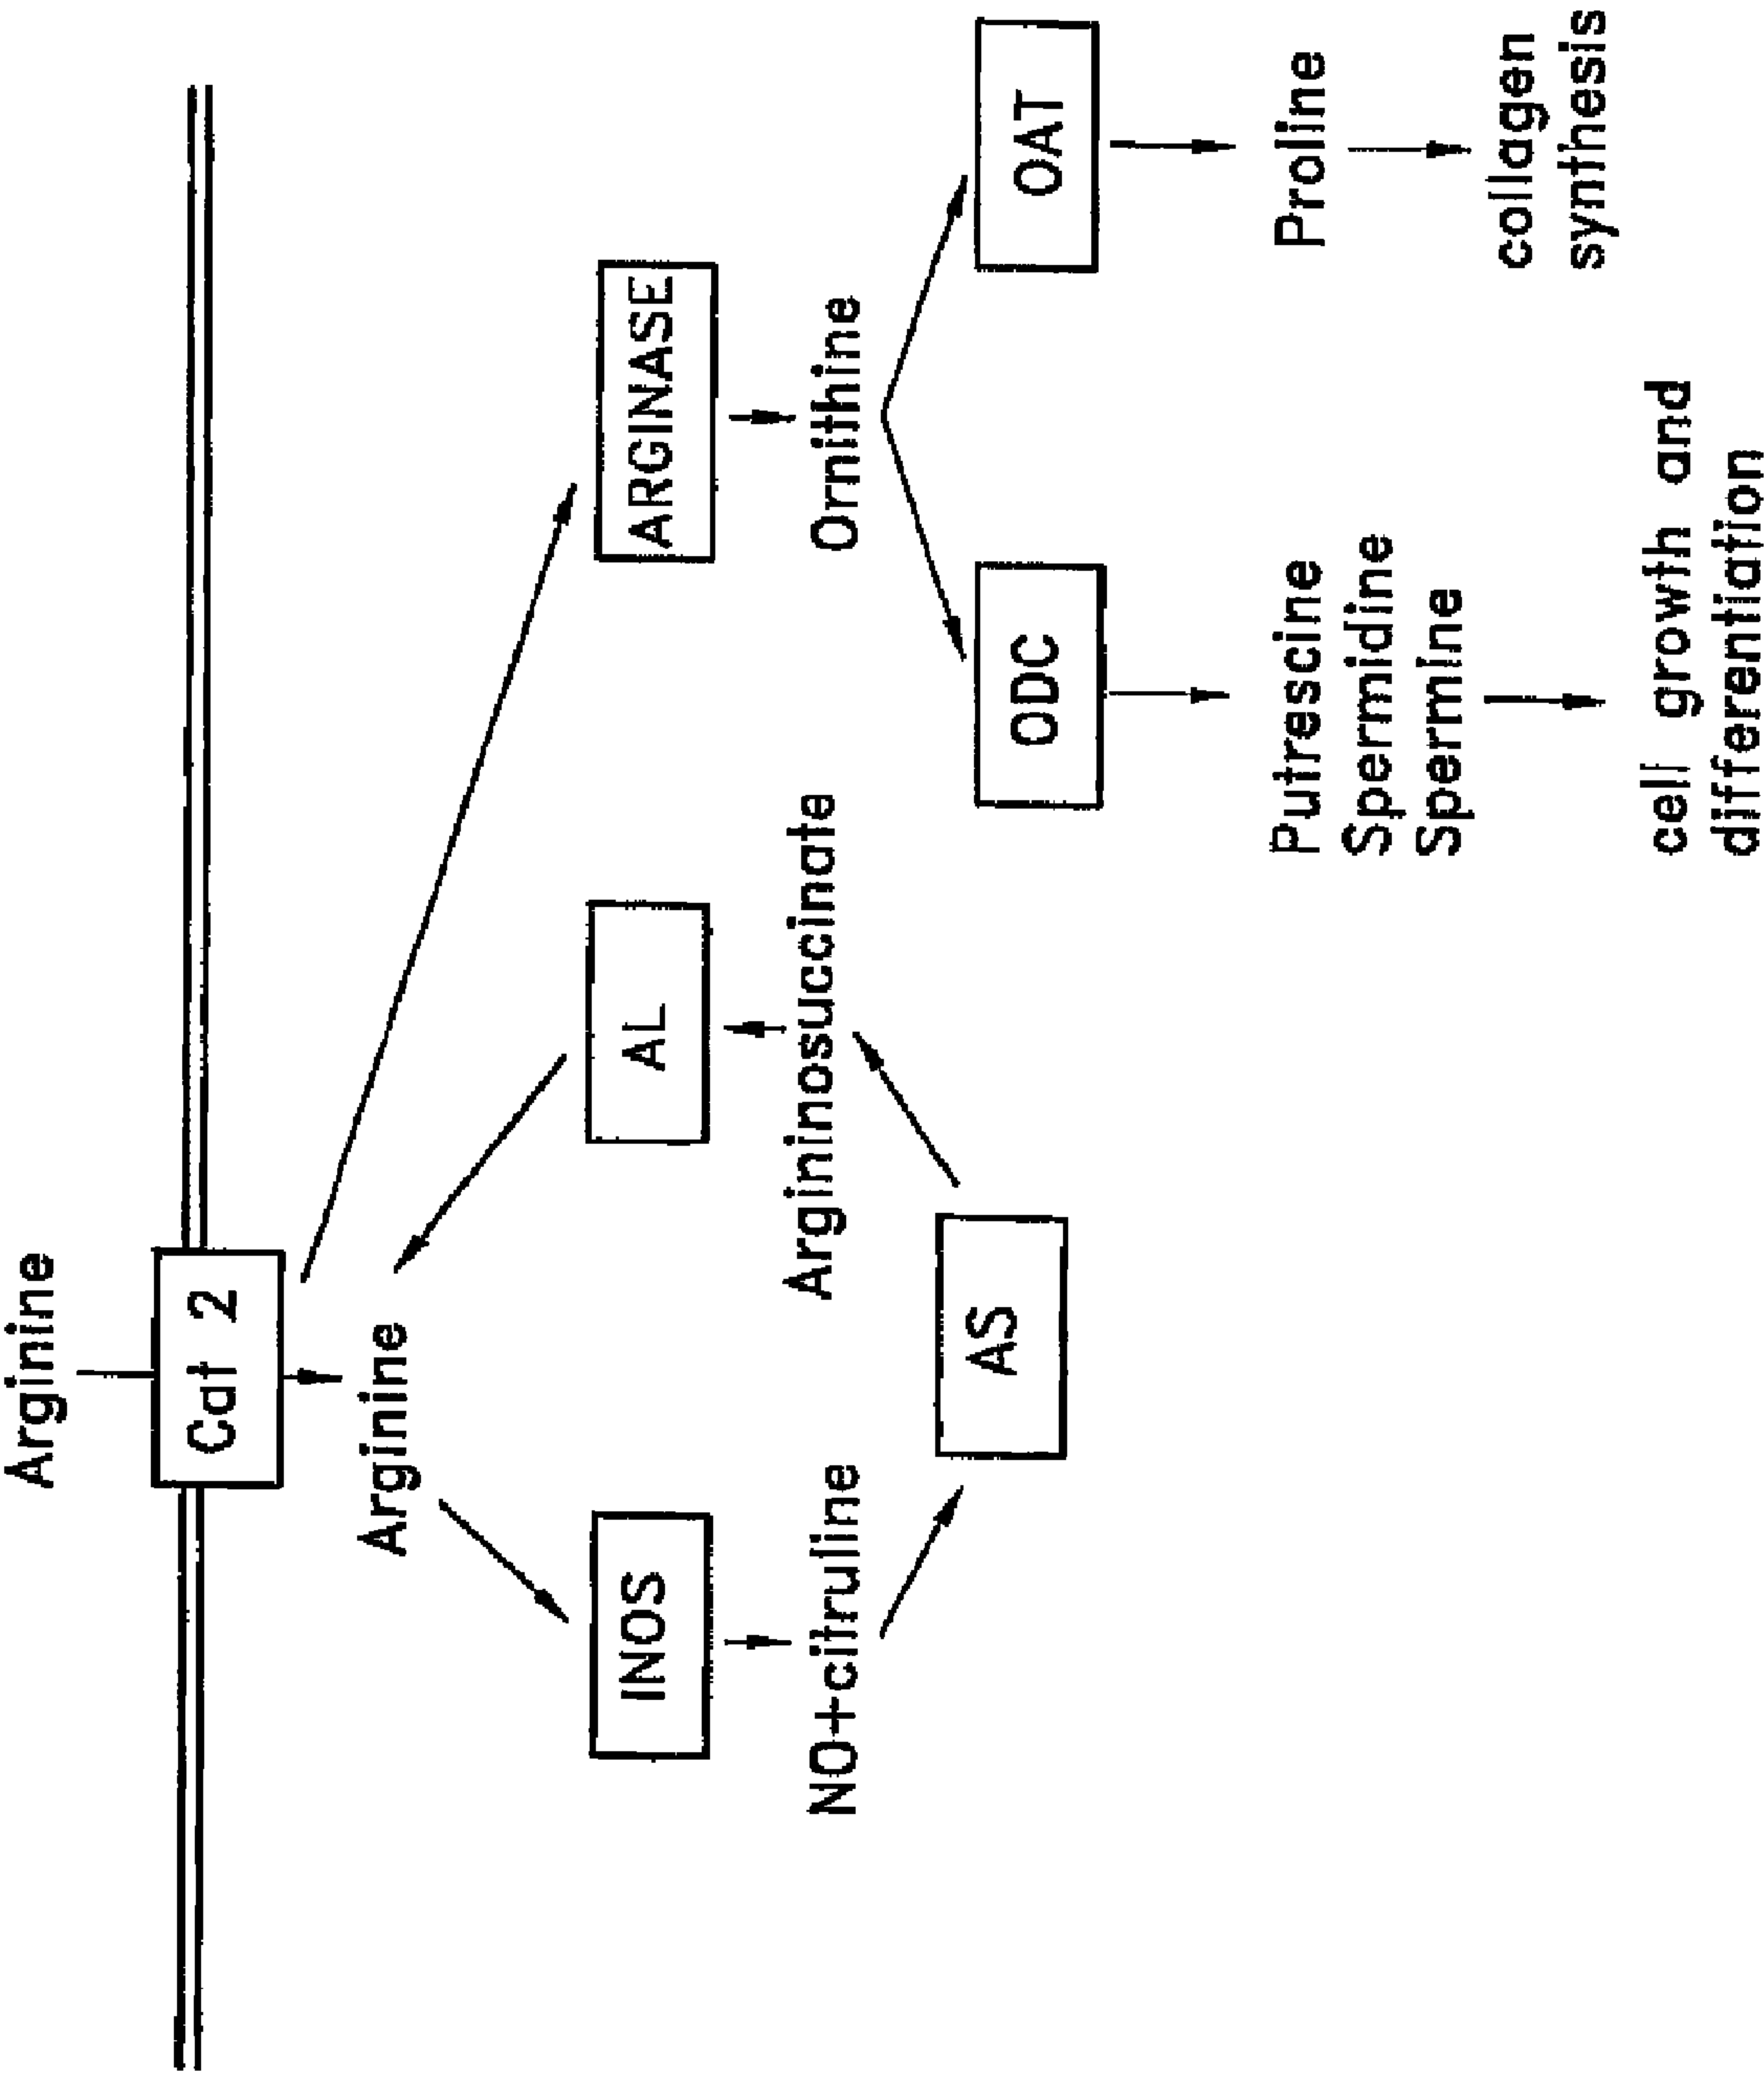 Arginine
Cat 2
Arginine
INOS
AL
ARGINASE
NO+citruline
Argininosuccinate
Ornithine
AS
ODC
OAT
Putrescine
Spermidine
Spermine
Proline
cell growth and
differentiation
collagen
synthesis